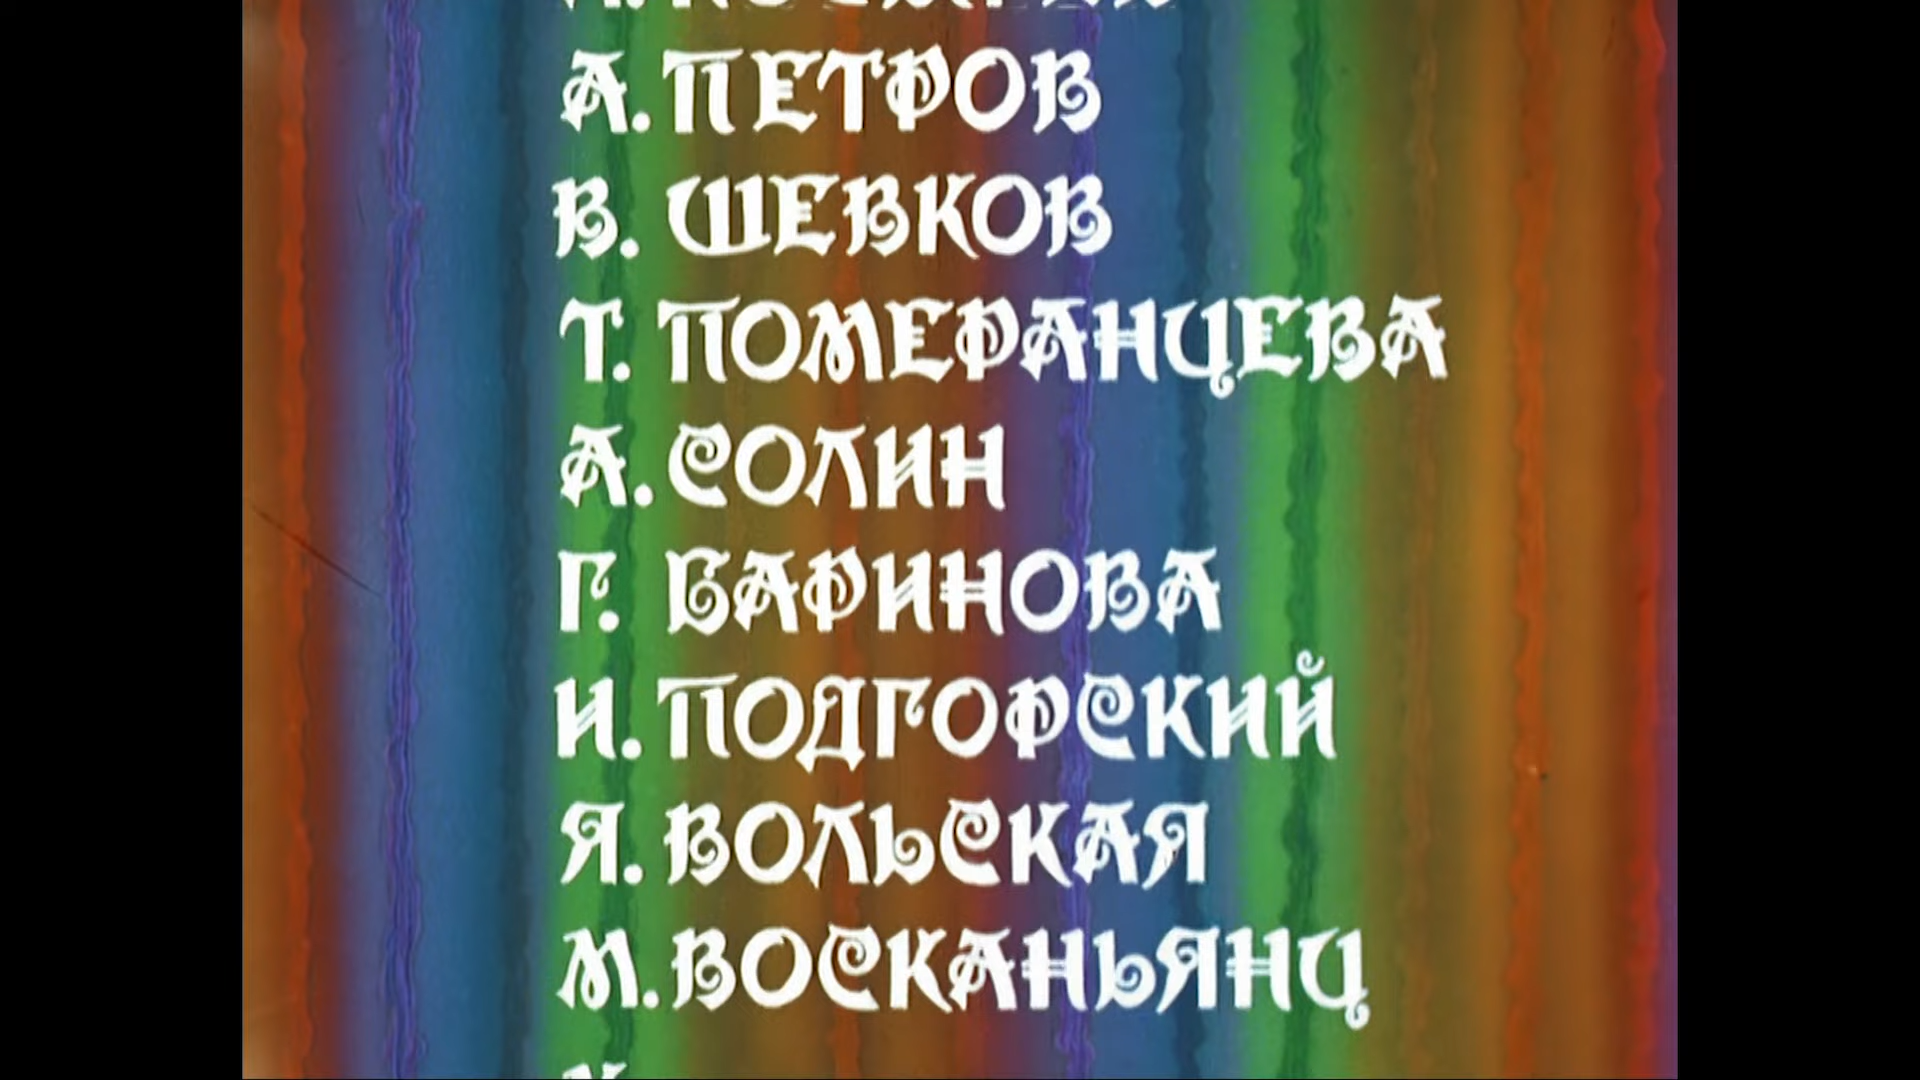 А. ПЕТРОВ
В. ШЕВКОВ
Т. ПОМЕРАНЦЕВА
А. СОЛИН
Г. БАРИНОВА
И. ПОДГОРСКИЙ
Я. ВОЛЬСКАЯ
М. ВОСКАНЬЯНЦ